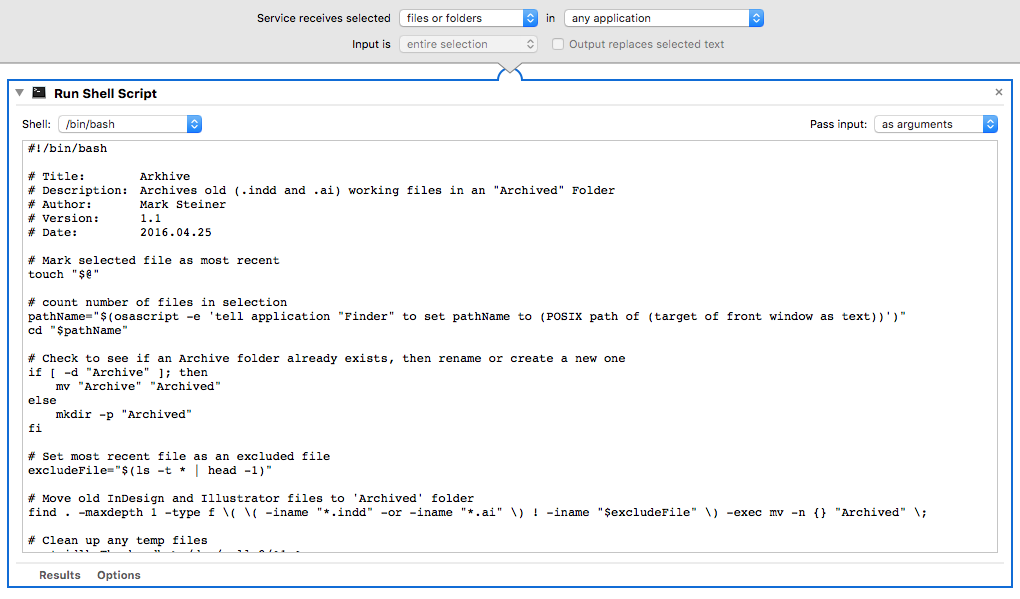 Service receives selected files or folders in any application
Input is entire selection Output replaces selected text
Run Shell Script
Shell: /bin/bash Pass input: as arguments
#!/bin/bash
# Title: Arkhive
# Description: Archives old (.indd and .ai) working files in an "Archived" Folder
# Author: Mark Steiner
# Version: 1.1
# Date: 2016.04.25
# Mark selected file as most recent
touch "$@"
# count number of files in selection
pathName="$(osascript -e 'tell application "Finder" to set pathName to (POSIX path of (target of front window as text))')"
cd "$pathName"
# Check to see if an Archive folder already exists, then rename or create a new one
if [ -d "Archive" ]; then
mv "Archive" "Archived"
else
mkdir -p "Archived"
fi
# Set most recent file as an excluded file
excludeFile="$(ls -t * | head -1)"
# Move old InDesign and Illustrator files to 'Archived' folder
find . -maxdepth 1 -type f \( \( -iname "*.indd" -or -iname "*.ai" \) ! -iname "$excludeFile" \) -exec mv -n {} "Archived" \;
# Clean up any temp files
Results Options